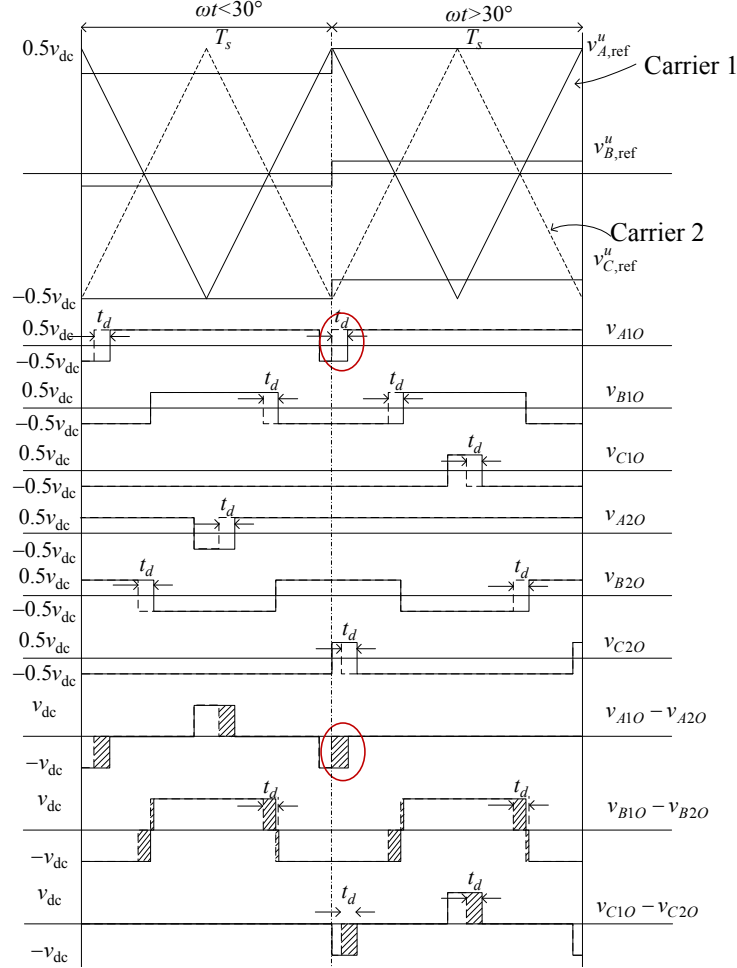 ωt<30° ωt>30°
T_s T_s
0.5v_dc v^u_A,ref
Carrier 1
v^u_B,ref
Carrier 2
v^u_C,ref
−0.5v_dc
0.5v_dc t_d t_d v_A1O
−0.5v_dc
0.5v_dc t_d t_d v_B1O
−0.5v_dc
0.5v_dc t_d v_C1O
−0.5v_dc
0.5v_dc t_d v_A2O
−0.5v_dc
0.5v_dc t_d t_d v_B2O
−0.5v_dc
0.5v_dc t_d v_C2O
−0.5v_dc
v_dc v_A1O − v_A2O
−v_dc
v_dc t_d t_d v_B1O − v_B2O
−v_dc
v_dc t_d t_d v_C1O − v_C2O
−v_dc